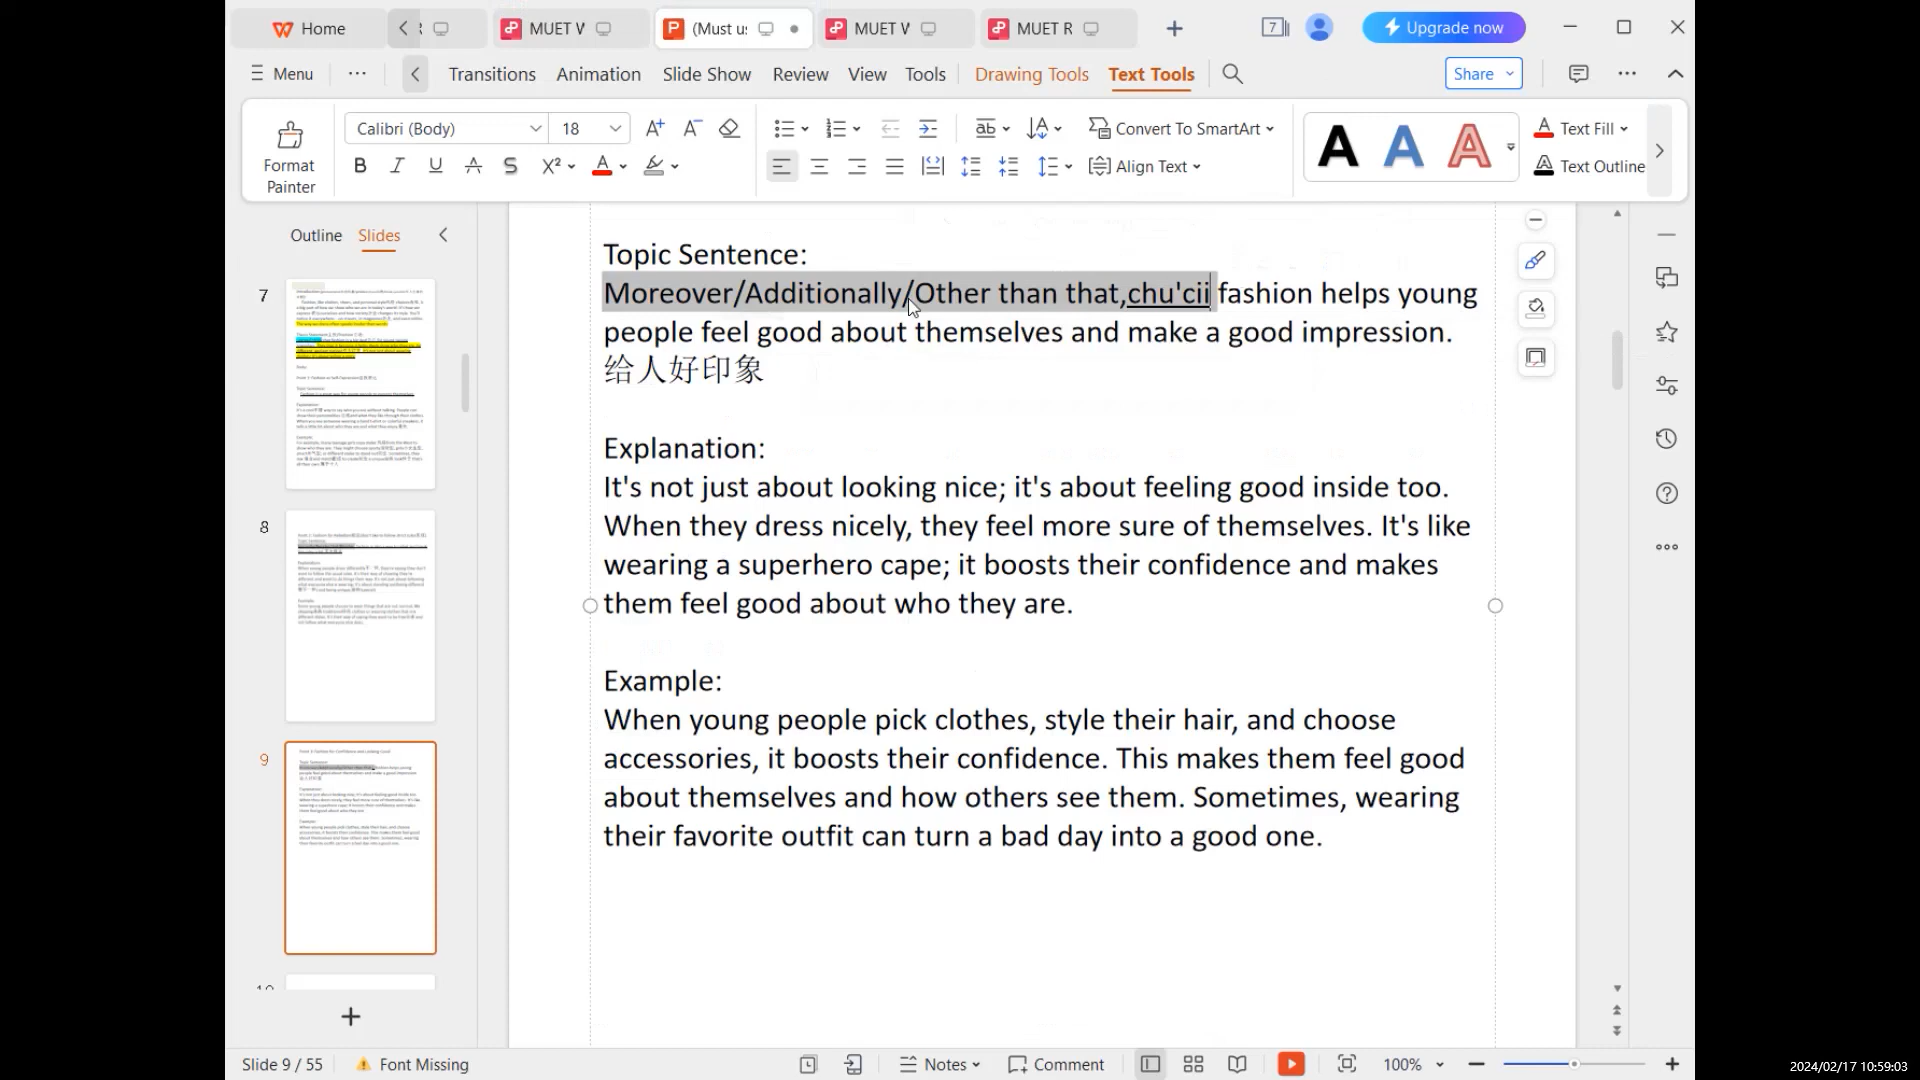 Home
MUET V
(Must u
MUET V
MUET R
Upgrade now
Menu
Transitions
Animation
Slide Show
Review
View
Tools
Drawing Tools
Text Tools
Share
Format
Painter
Calibri (Body)
18
Convert To SmartArt
Align Text
Text Fill
Text Outline
Outline
Slides
7
8
9
Topic Sentence:
Moreover/Additionally/Other than that,chu'cii fashion helps young
people feel good about themselves and make a good impression.
给人好印象
Explanation:
It's not just about looking nice; it's about feeling good inside too.
When they dress nicely, they feel more sure of themselves. It's like
wearing a superhero cape; it boosts their confidence and makes
them feel good about who they are.
Example:
When young people pick clothes, style their hair, and choose
accessories, it boosts their confidence. This makes them feel good
about themselves and how others see them. Sometimes, wearing
their favorite outfit can turn a bad day into a good one.
Slide 9 / 55
Font Missing
Notes
Comment
100%
2024/02/17 10:59:03